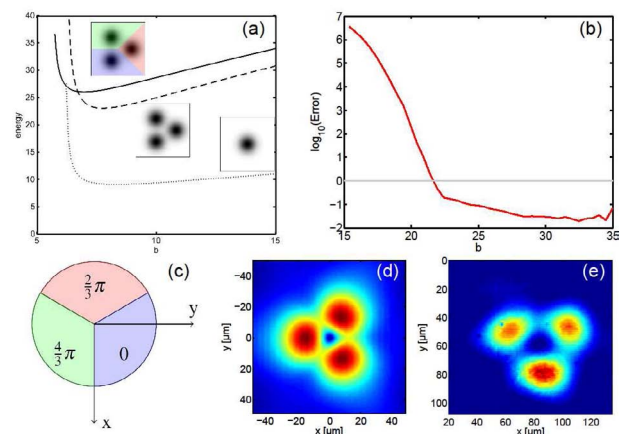 (a)
40
35
30
25
20
15
10
5
0
energy
5
10
15
b
(b)
7
6
5
4
3
2
1
0
−1
−2
log10(Error)
15
20
25
30
35
b
(c)
2/3 π
4/3 π
0
y
x
(d)
−40
−20
0
20
40
y [µm]
−40 −20 0 20 40
x [µm]
(e)
0
20
40
60
80
100
y [µm]
40 60 80 100 120
x [µm]